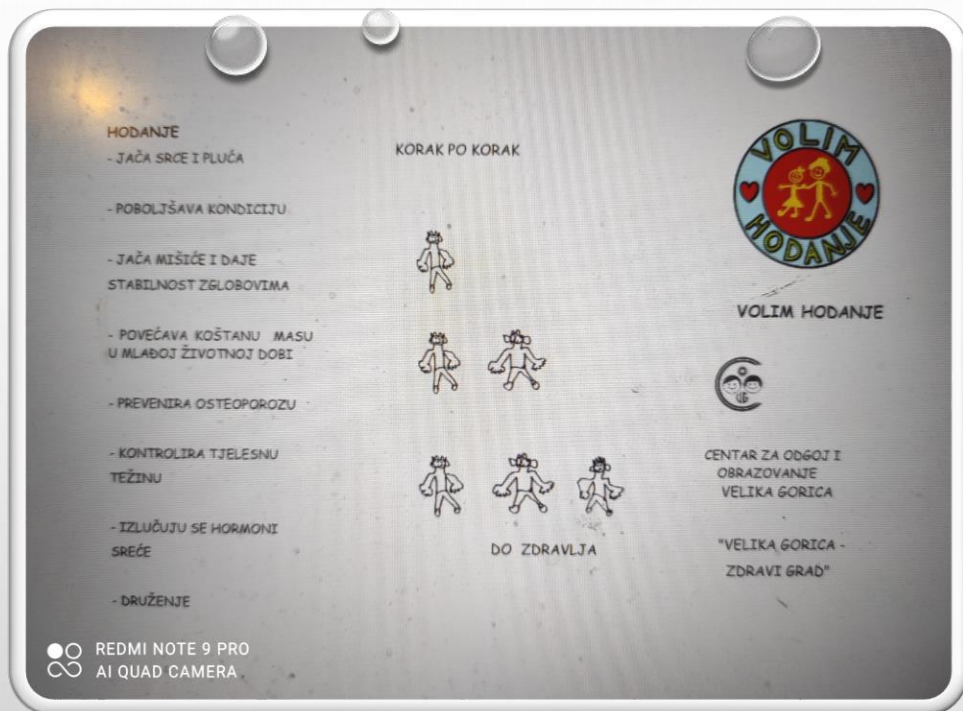 HODANJE
- JAČA SRCE I PLUĆA
- POBOLJŠAVA KONDICIJU
- JAČA MIŠIĆE I DAJE
STABILNOST ZGLOBOVIMA
- POVEĆAVA KOŠTANU MASU
U MLAĐOJ ŽIVOTNOJ DOBI
- PREVENIRA OSTEOPOROZU
- KONTROLIRA TJELESNU
TEŽINU
- IZLUČUJU SE HORMONI
SREĆE
- DRUŽENJE
KORAK PO KORAK
DO ZDRAVLJA
VOLIM
HODANJE
VOLIM HODANJE
CENTAR ZA ODGOJ I
OBRAZOVANJE
VELIKA GORICA
"VELIKA GORICA -
ZDRAVI GRAD"
REDMI NOTE 9 PRO
AI QUAD CAMERA